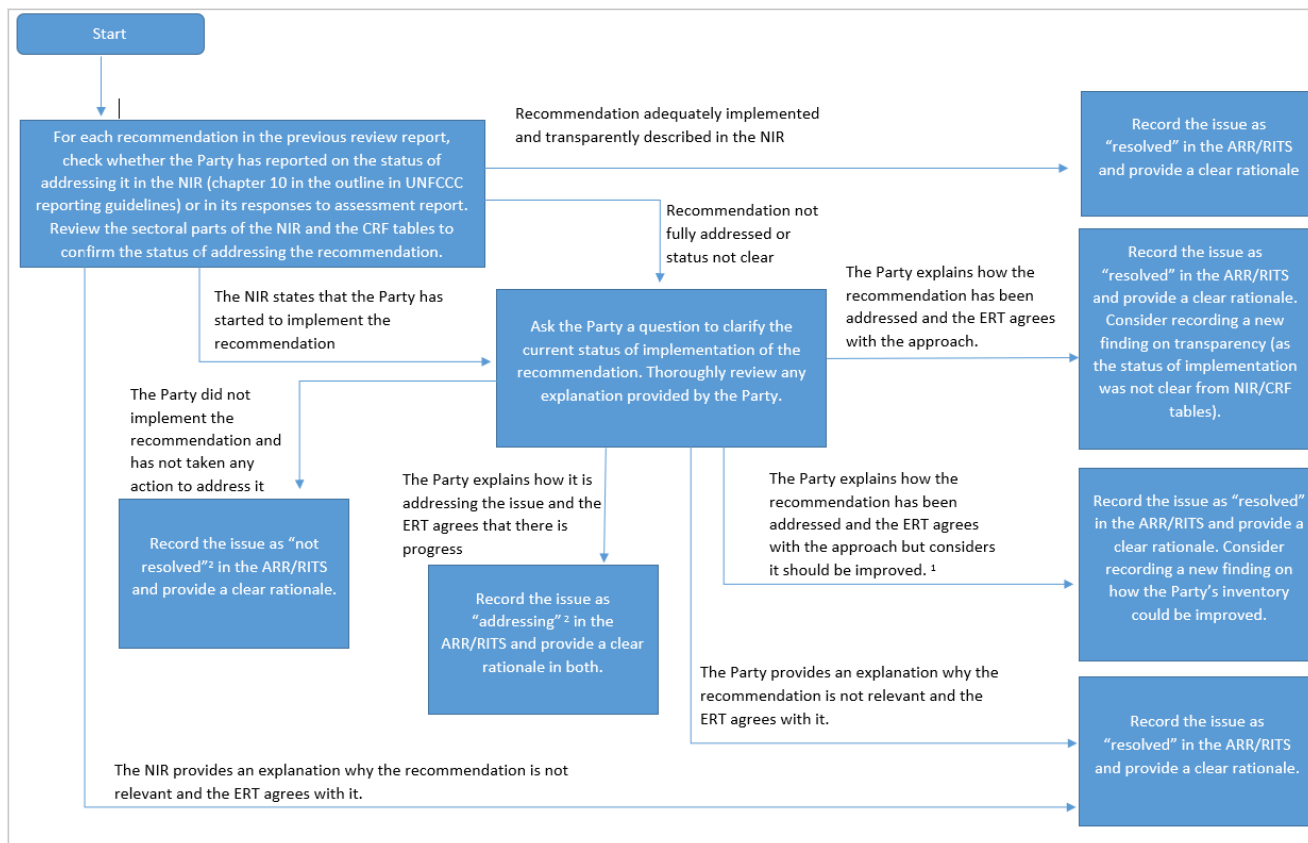 Start
For each recommendation in the previous review report,
check whether the Party has reported on the status of
addressing it in the NIR (chapter 10 in the outline in UNFCCC
reporting guidelines) or in its responses to assessment report.
Review the sectoral parts of the NIR and the CRF tables to
confirm the status of addressing the recommendation.
Recommendation adequately implemented
and transparently described in the NIR
Record the issue as
“resolved” in the ARR/RITS
and provide a clear rationale
Recommendation not
fully addressed or
status not clear
The NIR states that the Party has
started to implement the
recommendation
Ask the Party a question to clarify the
current status of implementation of the
recommendation. Thoroughly review any
explanation provided by the Party.
The Party explains how the
recommendation has been
addressed and the ERT agrees
with the approach.
Record the issue as
“resolved” in the ARR/RITS
and provide a clear rationale.
Consider recording a new
finding on transparency (as
the status of implementation
was not clear from NIR/CRF
tables).
The Party did not
implement the
recommendation and
has not taken any
action to address it
Record the issue as “not
resolved”² in the ARR/RITS
and provide a clear rationale.
The Party explains how it is
addressing the issue and the
ERT agrees that there is
progress
Record the issue as
“addressing” ² in the
ARR/RITS and provide a clear
rationale in both.
The Party explains how the
recommendation has been
addressed and the ERT agrees
with the approach but considers
it should be improved. ¹
Record the issue as “resolved”
in the ARR/RITS and provide a
clear rationale. Consider
recording a new finding on
how the Party’s inventory
could be improved.
The Party provides an explanation why the
recommendation is not relevant and the
ERT agrees with it.
Record the issue as
“resolved” in the ARR/RITS
and provide a clear rationale.
The NIR provides an explanation why the recommendation is not
relevant and the ERT agrees with it.